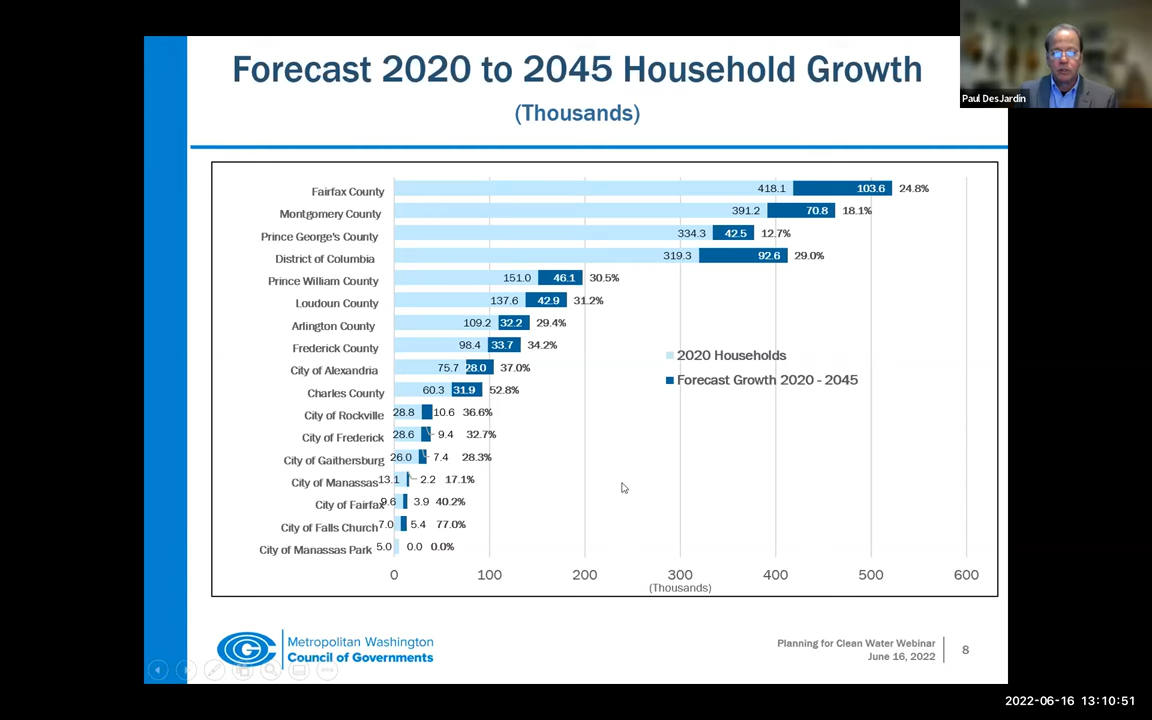 Forecast 2020 to 2045 Household Growth
(Thousands)
Paul DesJardin
Fairfax County 418.1 103.6 24.8%
Montgomery County 391.2 70.8 18.1%
Prince George's County 334.3 42.5 12.7%
District of Columbia 319.3 92.6 29.0%
Prince William County 151.0 46.1 30.5%
Loudoun County 137.6 42.9 31.2%
Arlington County 109.2 32.2 29.4%
Frederick County 98.4 33.7 34.2%
City of Alexandria 75.7 28.0 37.0%
Charles County 60.3 31.9 52.8%
City of Rockville 28.8 10.6 36.6%
City of Frederick 28.6 9.4 32.7%
City of Gaithersburg 26.0 7.4 28.3%
City of Manassas 13.1 2.2 17.1%
City of Fairfax 9.6 3.9 40.2%
City of Falls Church 7.0 5.4 77.0%
City of Manassas Park 5.0 0.0 0.0%
2020 Households
Forecast Growth 2020 - 2045
0 100 200 300 400 500 600
(Thousands)
Metropolitan Washington
Council of Governments
Planning for Clean Water Webinar
June 16, 2022
8
2022-06-16 13:10:51